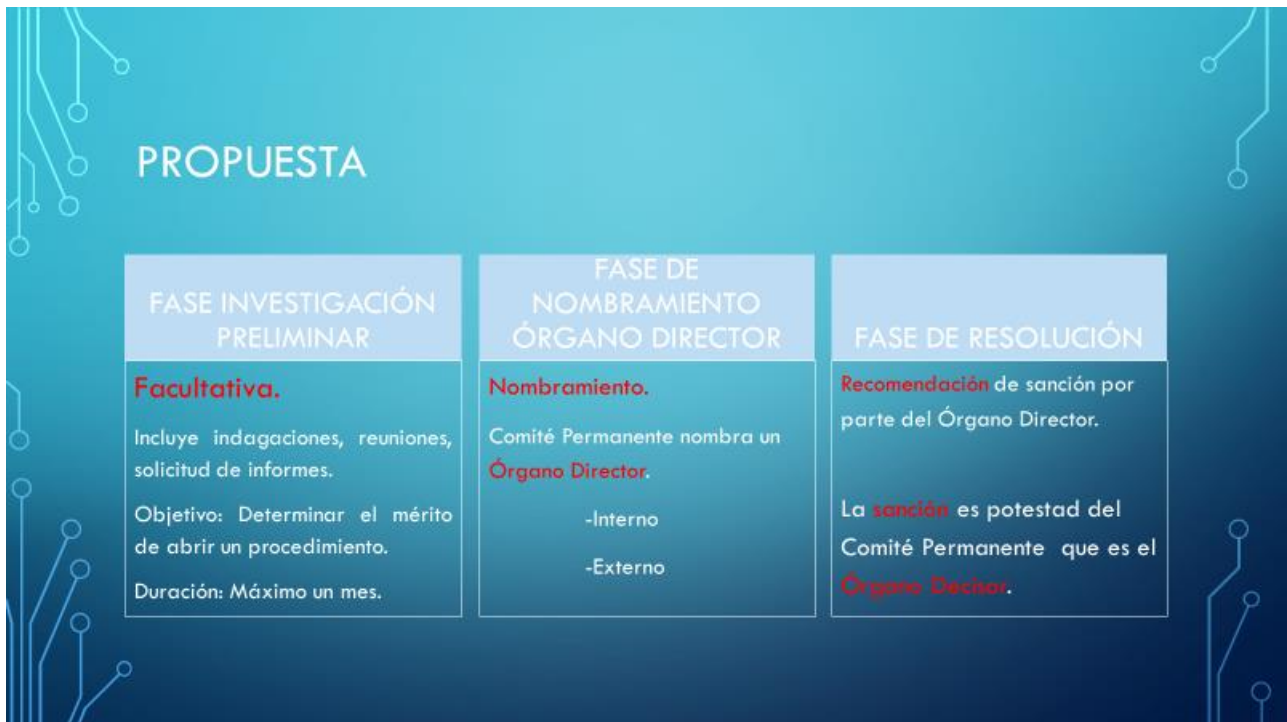 PROPUESTA
FASE INVESTIGACIÓN
PRELIMINAR
Facultativa.
Incluye indagaciones, reuniones,
solicitud de informes.
Objetivo: Determinar el mérito
de abrir un procedimiento.
Duración: Máximo un mes.
FASE DE
NOMBRAMIENTO
ÓRGANO DIRECTOR
Nombramiento.
Comité Permanente nombra un
Órgano Director.
-Interno
-Externo
FASE DE RESOLUCIÓN
Recomendación de sanción por
parte del Órgano Director.
La sanción es potestad del
Comité Permanente que es el
Órgano Decisor.